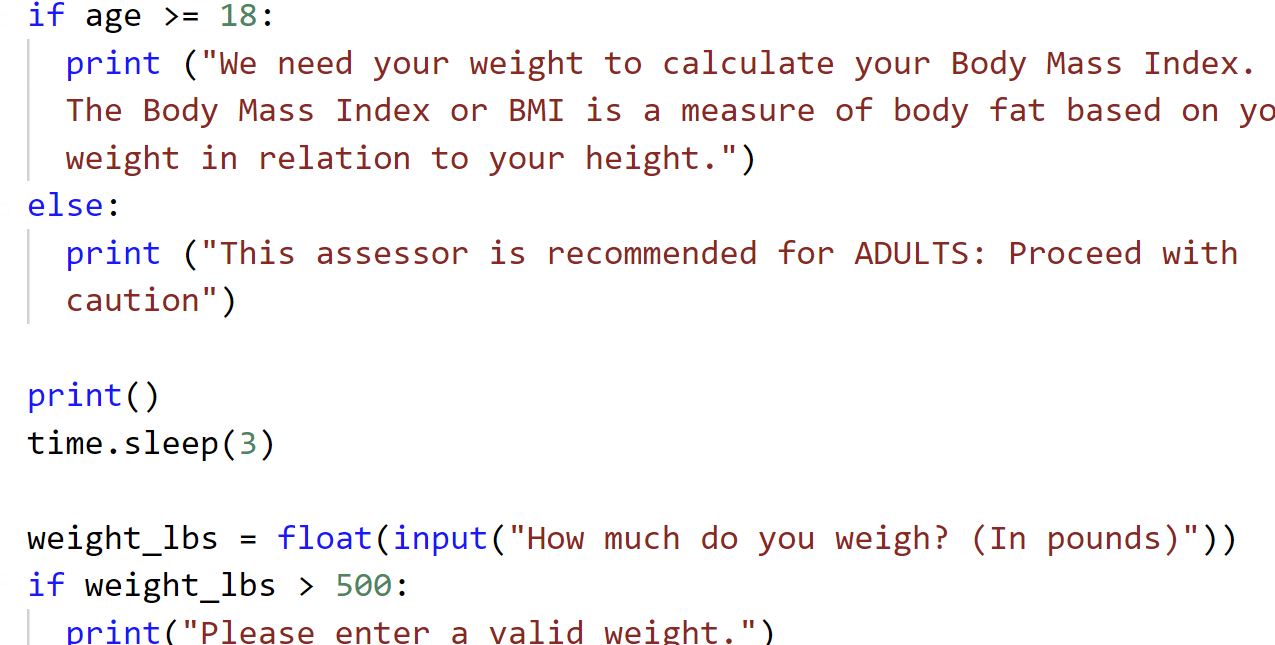 if age >= 18:
print ("We need your weight to calculate your Body Mass Index.
The Body Mass Index or BMI is a measure of body fat based on yo
weight in relation to your height.")
else:
print ("This assessor is recommended for ADULTS: Proceed with
caution")
print()
time.sleep(3)
weight_lbs = float(input("How much do you weigh? (In pounds)"))
if weight_lbs > 500:
print("Please enter a valid weight.")